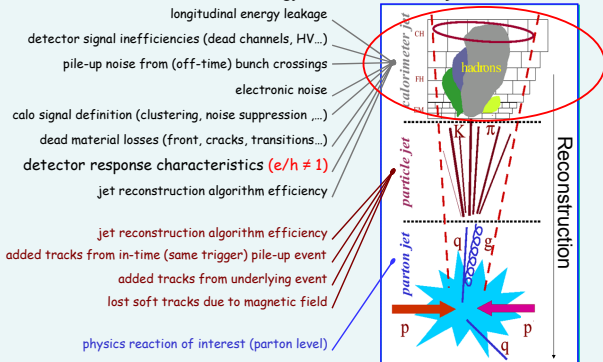 longitudinal energy leakage
detector signal inefficiencies (dead channels, HV…)
pile-up noise from (off-time) bunch crossings
electronic noise
calo signal definition (clustering, noise suppression ,…)
dead material losses (front, cracks, transitions…)
detector response characteristics (e/h ≠ 1)
jet reconstruction algorithm efficiency
jet reconstruction algorithm efficiency
added tracks from in-time (same trigger) pile-up event
added tracks from underlying event
lost soft tracks due to magnetic field
physics reaction of interest (parton level)
calorimeter jet
CH
FH
EM
hadrons
particle jet
K
π
parton jet
q
g
p
p
q
Reconstruction